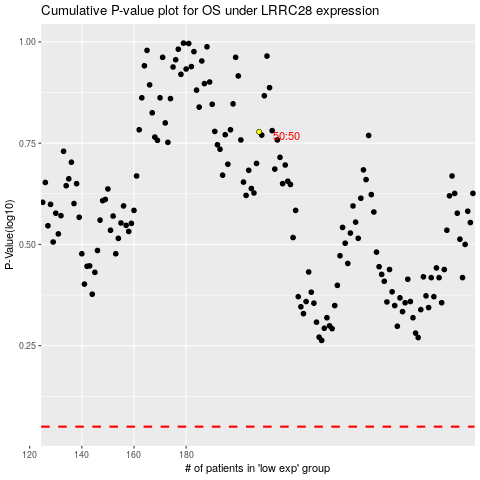 Cumulative P-value plot for OS under LRRC28 expression
P-Value(log10)
1.00
0.75
0.50
0.25
50:50
120 140 160 180
# of patients in 'low exp' group